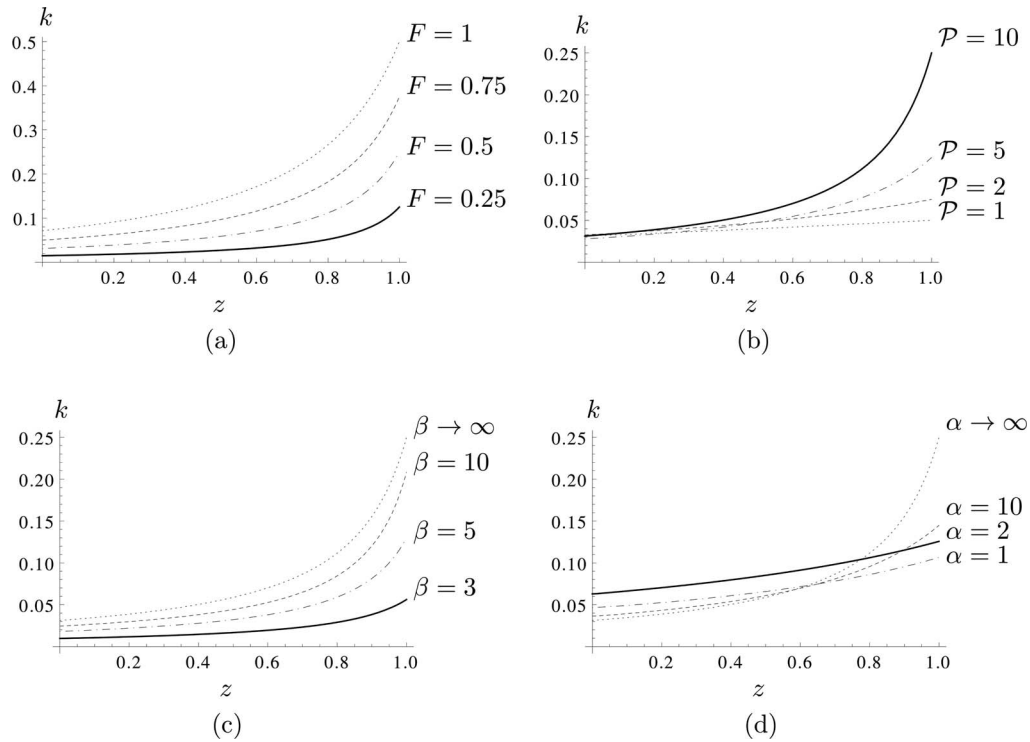 k
0.5
0.4
0.3
0.2
0.1
0.2 0.4 0.6 0.8 1.0
z
F = 1
F = 0.75
F = 0.5
F = 0.25
(a)
k
0.25
0.20
0.15
0.10
0.05
0.2 0.4 0.6 0.8 1.0
z
𝒫 = 10
𝒫 = 5
𝒫 = 2
𝒫 = 1
(b)
k
0.25
0.20
0.15
0.10
0.05
0.2 0.4 0.6 0.8 1.0
z
β → ∞
β = 10
β = 5
β = 3
(c)
k
0.25
0.20
0.15
0.10
0.05
0.2 0.4 0.6 0.8 1.0
z
α → ∞
α = 10
α = 2
α = 1
(d)